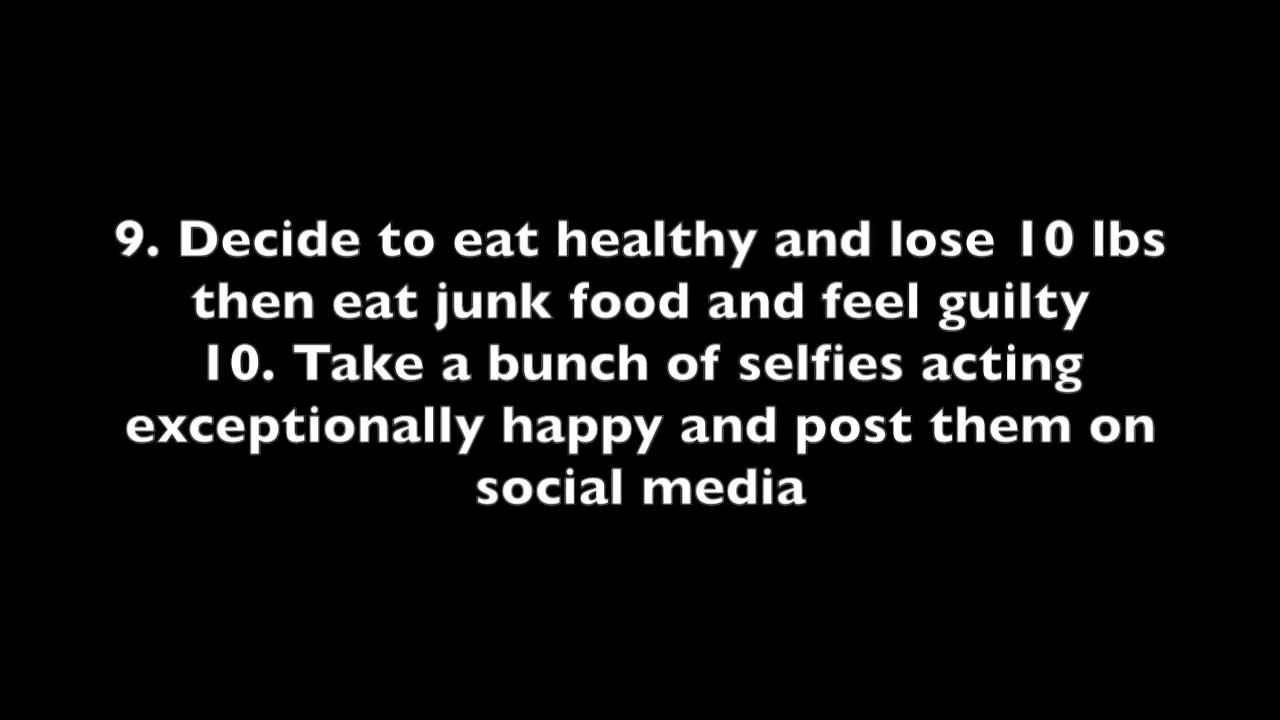 9. Decide to eat healthy and lose 10 lbs
then eat junk food and feel guilty
10. Take a bunch of selfies acting
exceptionally happy and post them on
social media